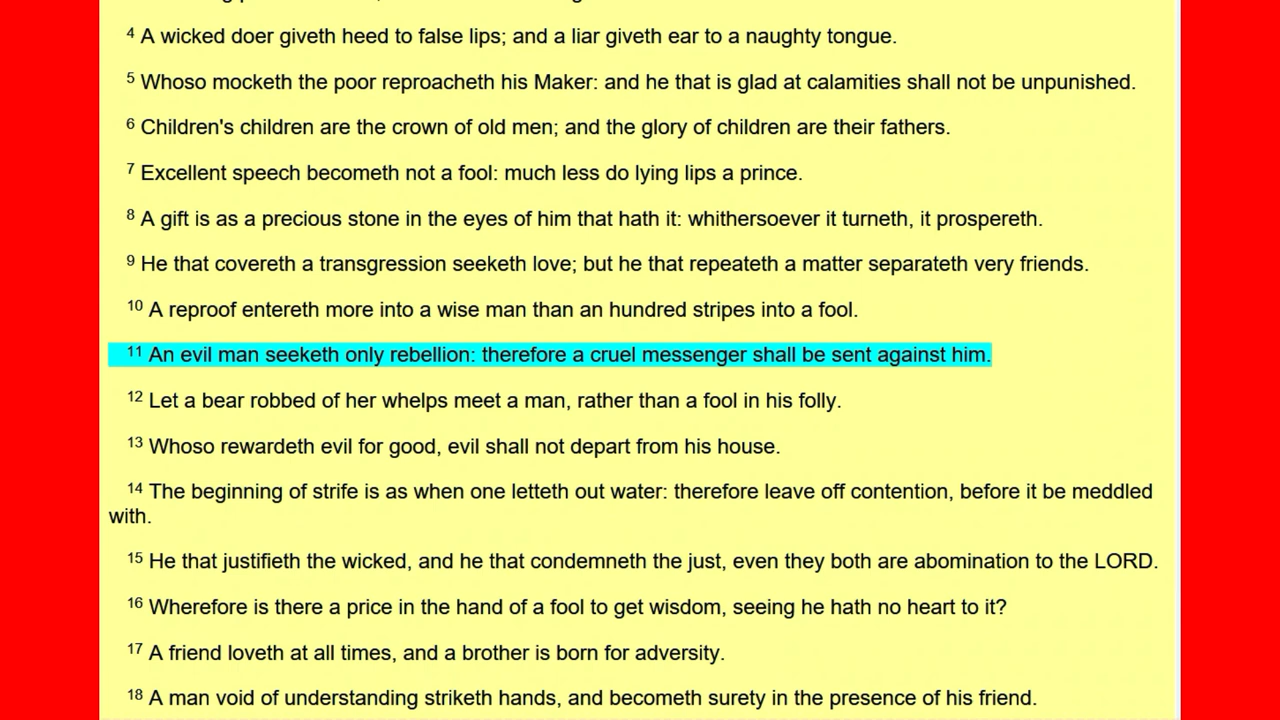 4 A wicked doer giveth heed to false lips; and a liar giveth ear to a naughty tongue.
5 Whoso mocketh the poor reproacheth his Maker: and he that is glad at calamities shall not be unpunished.
6 Children's children are the crown of old men; and the glory of children are their fathers.
7 Excellent speech becometh not a fool: much less do lying lips a prince.
8 A gift is as a precious stone in the eyes of him that hath it: whithersoever it turneth, it prospereth.
9 He that covereth a transgression seeketh love; but he that repeateth a matter separateth very friends.
10 A reproof entereth more into a wise man than an hundred stripes into a fool.
11 An evil man seeketh only rebellion: therefore a cruel messenger shall be sent against him.
12 Let a bear robbed of her whelps meet a man, rather than a fool in his folly.
13 Whoso rewardeth evil for good, evil shall not depart from his house.
14 The beginning of strife is as when one letteth out water: therefore leave off contention, before it be meddled
with.
15 He that justifieth the wicked, and he that condemneth the just, even they both are abomination to the LORD.
16 Wherefore is there a price in the hand of a fool to get wisdom, seeing he hath no heart to it?
17 A friend loveth at all times, and a brother is born for adversity.
18 A man void of understanding striketh hands, and becometh surety in the presence of his friend.